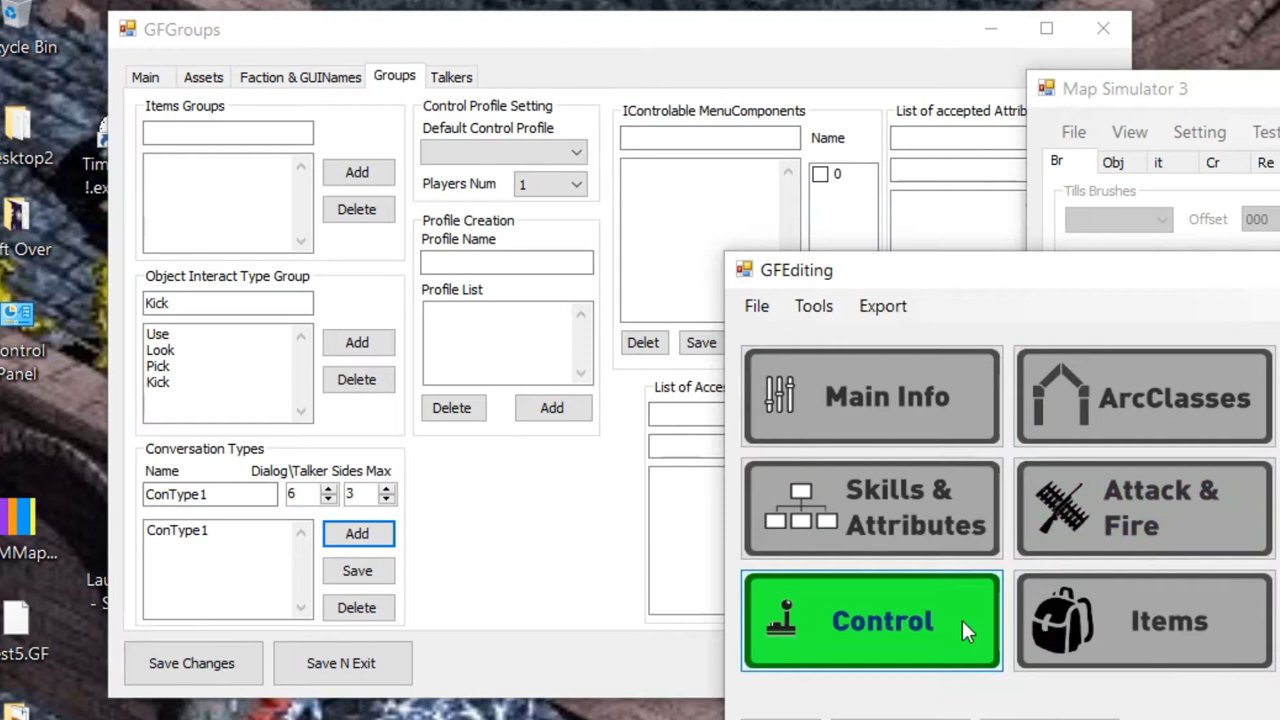 ycle Bin
esktop2
Tim
!.ex
ft Over
ontrol
Panel
MMap...
Lau
- S
est5.GF
GFGroups
Main
Assets
Faction & GUINames
Groups
Talkers
Items Groups
Add
Delete
Object Interact Type Group
Kick
Use
Look
Pick
Kick
Add
Delete
Conversation Types
Name
Dialog\Talker Sides Max
ConType1
6
3
ConType1
Add
Save
Delete
Save Changes
Save N Exit
Control Profile Setting
Default Control Profile
Players Num
1
Profile Creation
Profile Name
Profile List
Delete
Add
IControlable MenuComponents
Name
0
Delet
Save
List of accepted Attrib
List of Acces
Map Simulator 3
File
View
Setting
Test
Br
Obj
it
Cr
Re
Tills Brushes
Offset
000
GFEditing
File
Tools
Export
Main Info
ArcClasses
Skills &
Attributes
Attack &
Fire
Control
Items